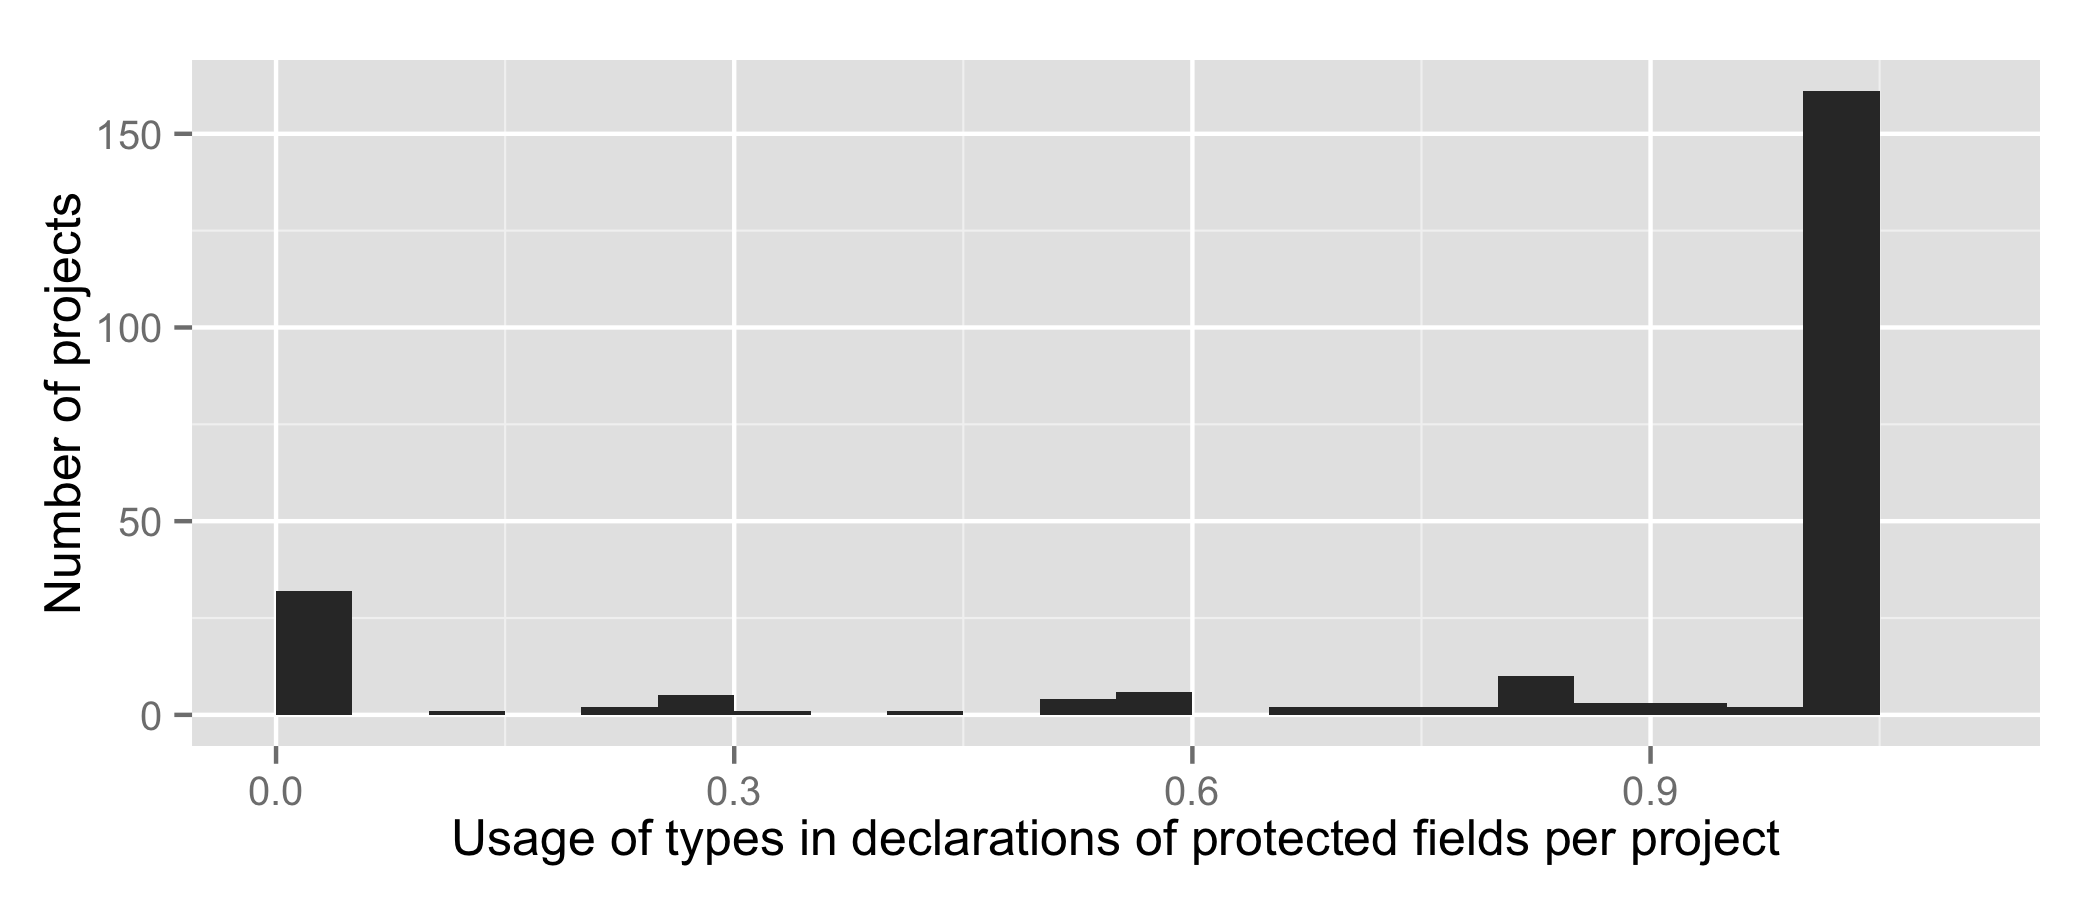 Number of projects
150
100
50
0
0.0 0.3 0.6 0.9
Usage of types in declarations of protected fields per project